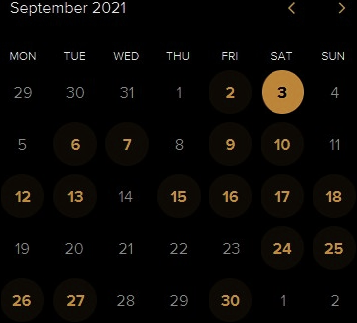 September 2021 < >
MON TUE WED THU FRI SAT SUN
29 30 31 1 2 3 4
5 6 7 8 9 10 11
12 13 14 15 16 17 18
19 20 21 22 23 24 25
26 27 28 29 30 1 2